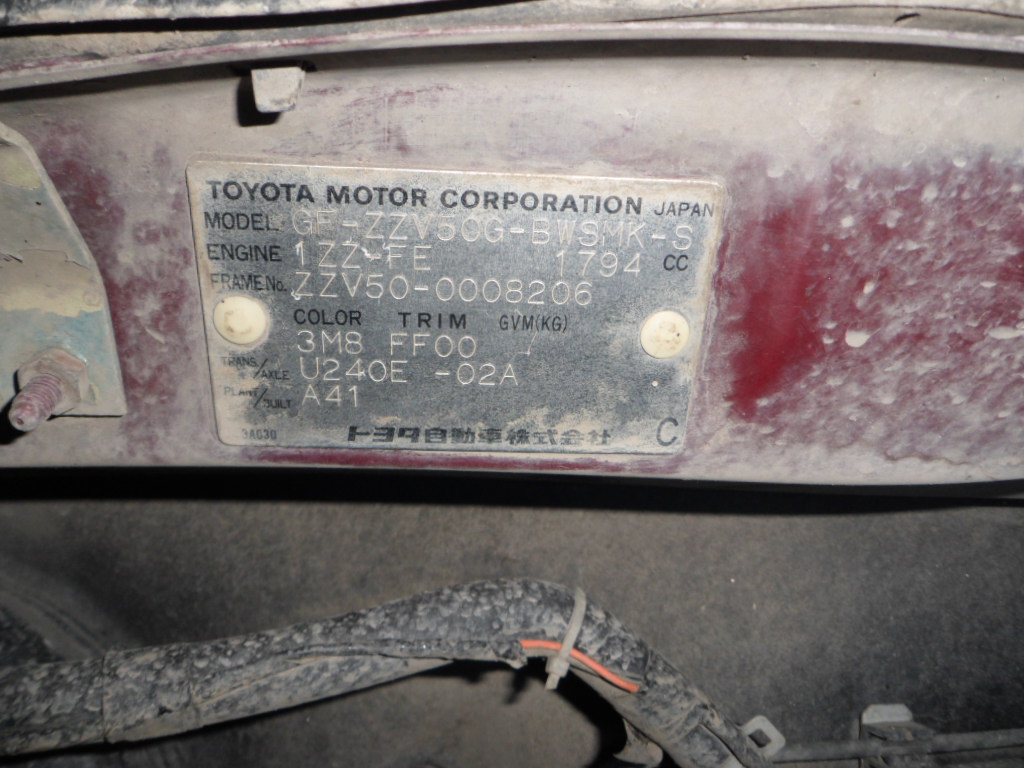 TOYOTA MOTOR CORPORATION JAPAN
MODEL GF-ZZV50G-BWSMK-S
ENGINE 1ZZ-FE 1794 CC
FRAME No. ZZV50-0008206
COLOR TRIM GVM(KG)
3M8 FF00
TRANS./AXLE U240E -02A
PLANT/BUILT A41
トヨタ自動車株式会社 C